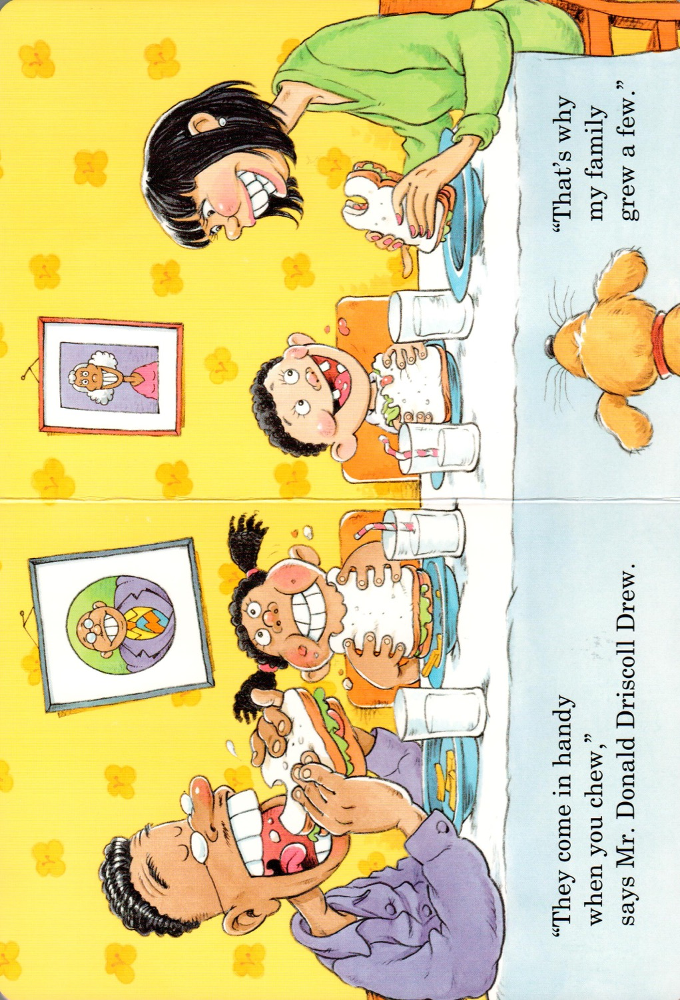 “They come in handy
when you chew,”
says Mr. Donald Driscoll Drew.
“That’s why
my family
grew a few.”